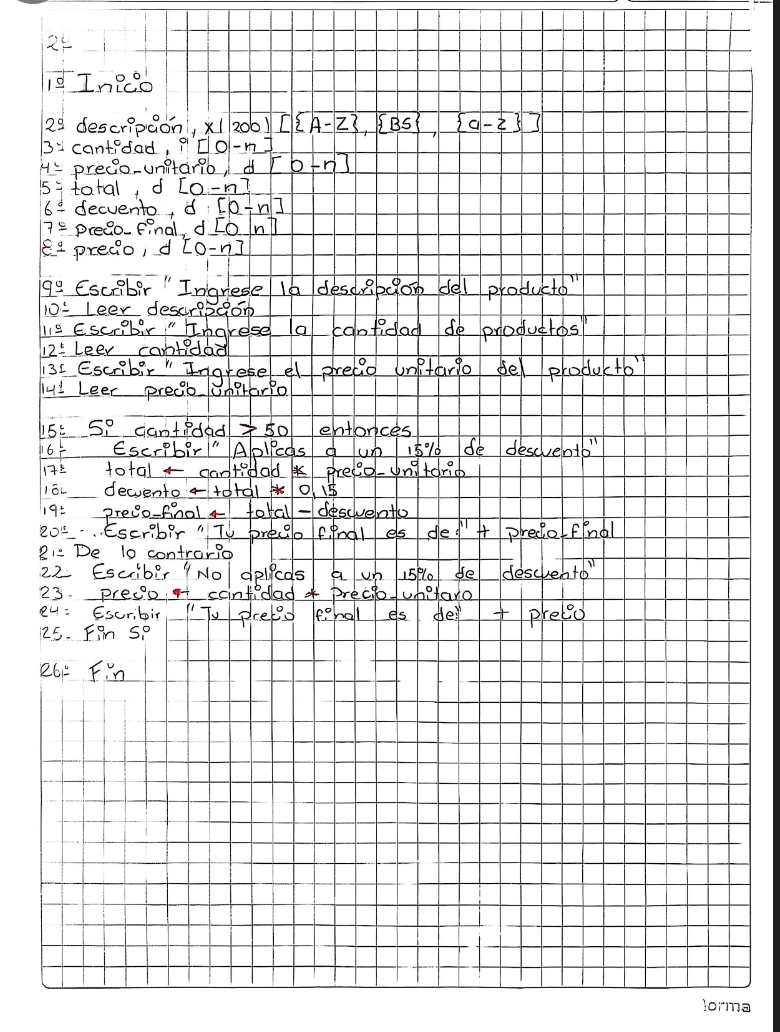 2º
1º Inicio
2º descripción, x(200) [{A-Z}, {BS}, {a-z}]
3º cantidad, i [0-n]
4º precio_unitario, d [0-n]
5º total, d [0-n]
6º decuento, d [0-n]
7º precio_final, d [0 n]
8º precio, d [0-n]
9º Escribir "Ingrese la descripción del producto"
10º Leer descripción
11º Escribir "Ingrese la cantidad de productos"
12º Leer cantidad
13º Escribir "Ingrese el precio unitario del producto"
14º Leer precio_unitario
15º Si cantidad > 50 entonces
16º Escribir "Aplicas a un 15% de descuento"
17º total ← cantidad * precio_unitario
18º decuento ← total * 0,15
19º precio_final ← total - descuento
20º Escribir "Tu precio final es de:" + precio_final
21º De lo contrario
22- Escribir "No aplicas a un 15% de descuento"
23- precio ← cantidad * Precio_unitaro
24- Escribir "Tu precio final es de:" + precio
25- Fin Si
26- Fin
Norma